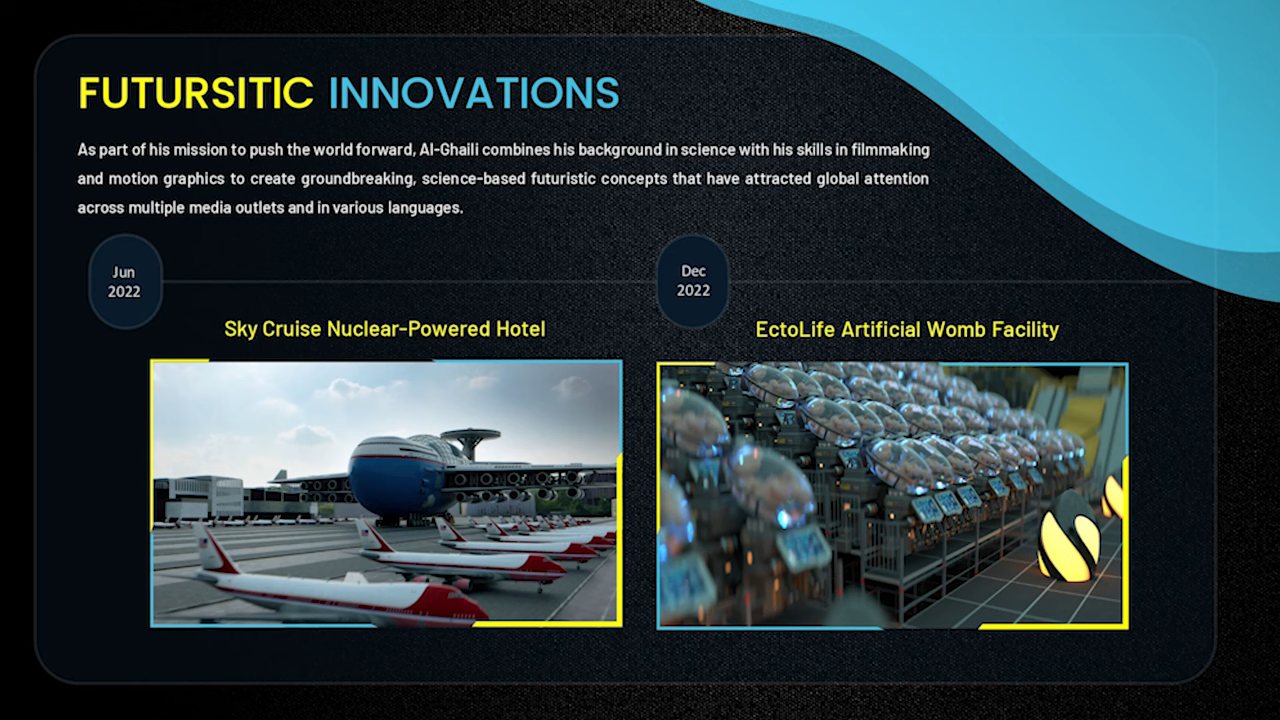 FUTURSITIC INNOVATIONS
As part of his mission to push the world forward, Al-Ghaili combines his background in science with his skills in filmmaking
and motion graphics to create groundbreaking, science-based futuristic concepts that have attracted global attention
across multiple media outlets and in various languages.
Jun
2022
Dec
2022
Sky Cruise Nuclear-Powered Hotel
EctoLife Artificial Womb Facility